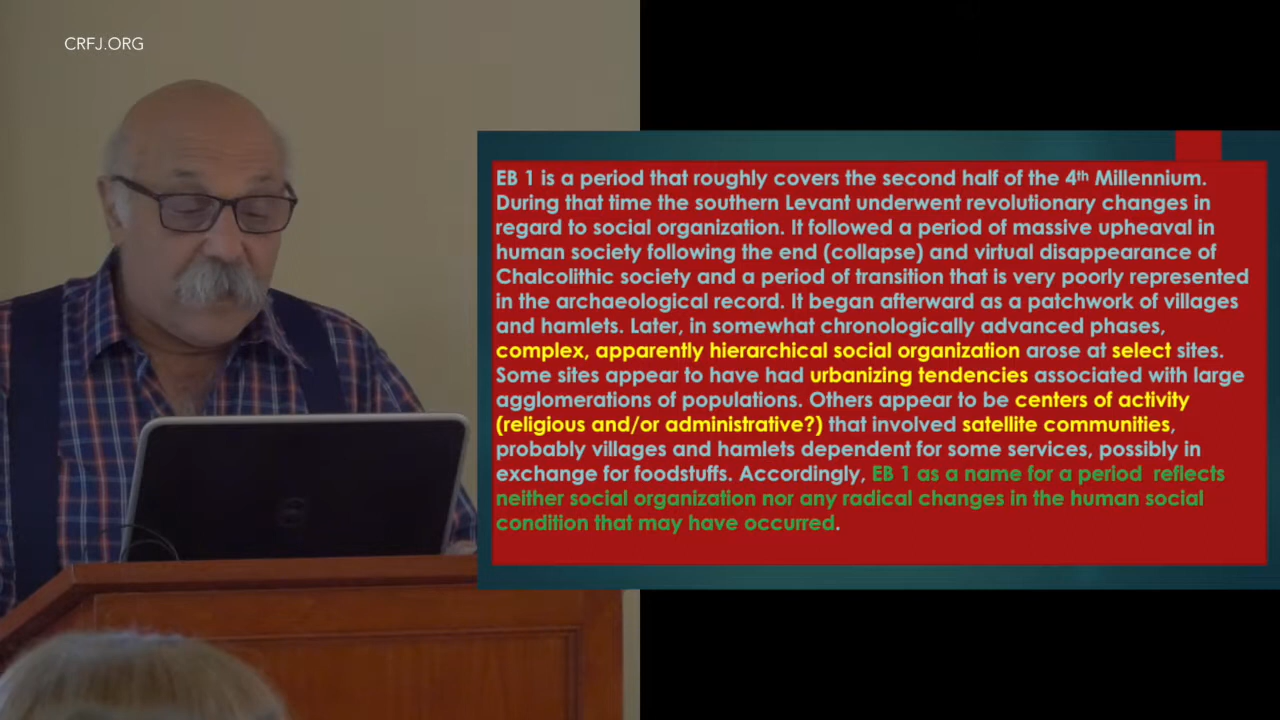 CRFJ.ORG
EB 1 is a period that roughly covers the second half of the 4th Millennium.
During that time the southern Levant underwent revolutionary changes in
regard to social organization. It followed a period of massive upheaval in
human society following the end (collapse) and virtual disappearance of
Chalcolithic society and a period of transition that is very poorly represented
in the archaeological record. It began afterward as a patchwork of villages
and hamlets. Later, in somewhat chronologically advanced phases,
complex, apparently hierarchical social organization arose at select sites.
Some sites appear to have had urbanizing tendencies associated with large
agglomerations of populations. Others appear to be centers of activity
(religious and/or administrative?) that involved satellite communities,
probably villages and hamlets dependent for some services, possibly in
exchange for foodstuffs. Accordingly, EB 1 as a name for a period reflects
neither social organization nor any radical changes in the human social
condition that may have occurred.